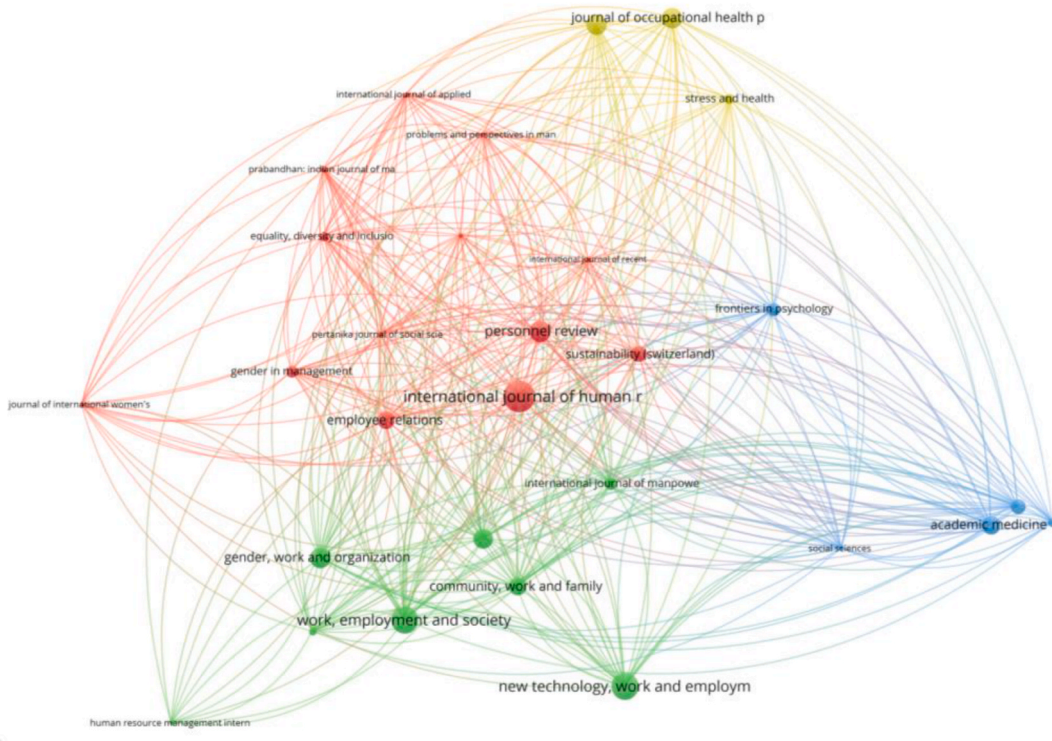 journal of occupational health p
international journal of applied
stress and health
problems and perspectives in man
prabandhan: indian journal of ma
equality, diversity and inclusio
international journal of recent
frontiers in psychology
pertanika journal of social scie
personnel review
sustainability (switzerland)
gender in management
international journal of human r
journal of international women's
employee relations
international journal of manpowe
academic medicine
social sciences
gender, work and organization
community, work and family
work, employment and society
new technology, work and employm
human resource management intern